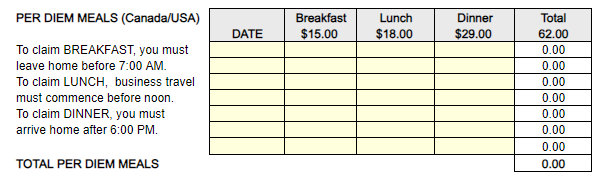 PER DIEM MEALS (Canada/USA) Breakfast Lunch Dinner Total
DATE $15.00 $18.00 $29.00 62.00
To claim BREAKFAST, you must 0.00
leave home before 7:00 AM. 0.00
To claim LUNCH, business travel 0.00
must commence before noon. 0.00
To claim DINNER, you must 0.00
arrive home after 6:00 PM. 0.00
0.00
TOTAL PER DIEM MEALS 0.00